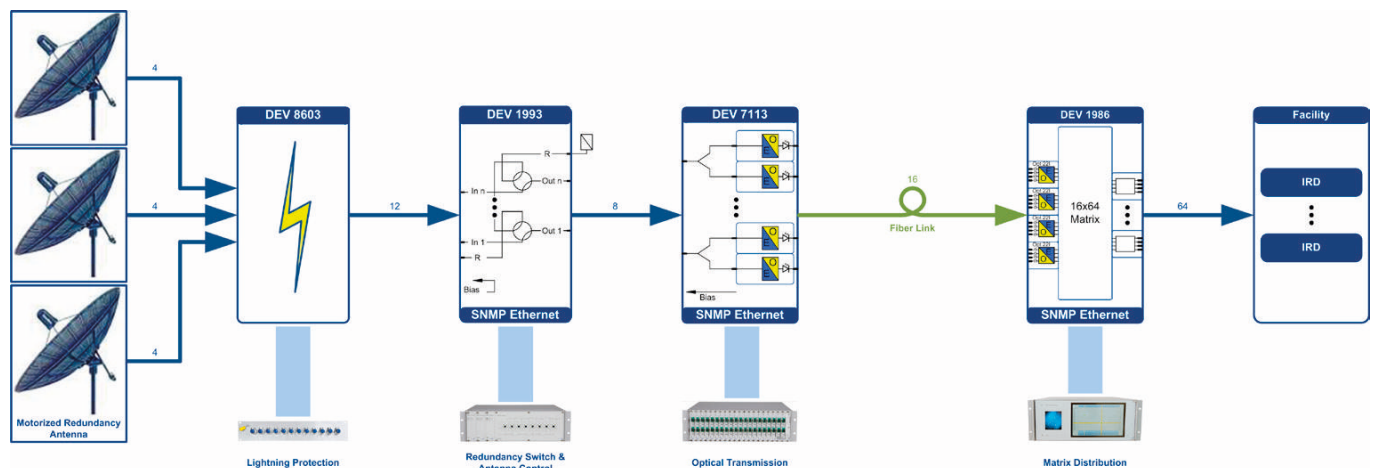 4
4
4
Motorized Redundancy
Antenna
DEV 8603
12
Lightning Protection
DEV 1993
R
In n
Out n
In 1
Out 1
R
Bias
SNMP Ethernet
Redundancy Switch &
Antenna Control
8
DEV 7113
O
E
O
E
O
E
O
E
Bias
SNMP Ethernet
Optical Transmission
16
Fiber Link
DEV 1986
16x64
Matrix
SNMP Ethernet
Matrix Distribution
64
Facility
IRD
IRD